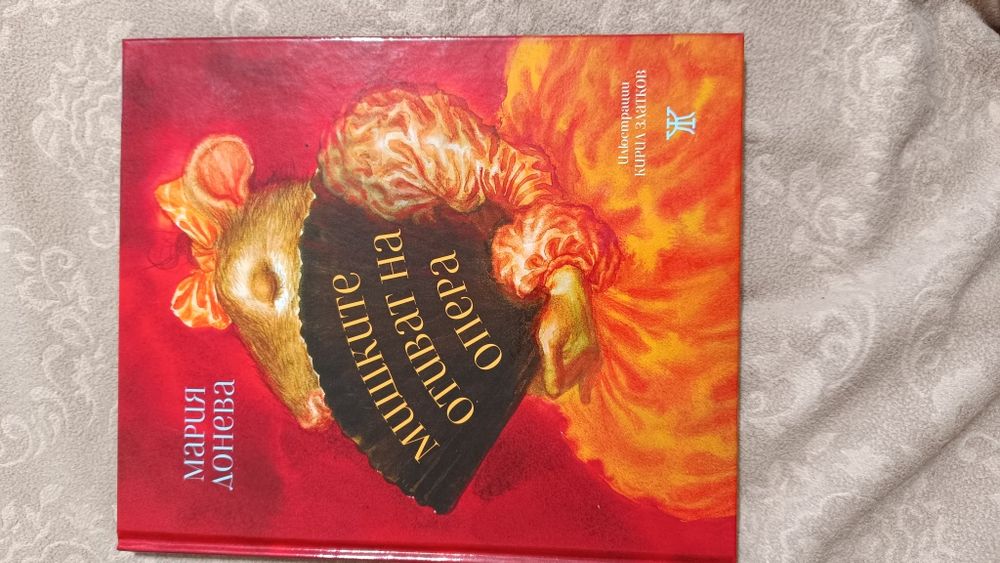 Мария
Донева
Мишките
отиват на
опера
Илюстрации
Кирил Златков
Ж